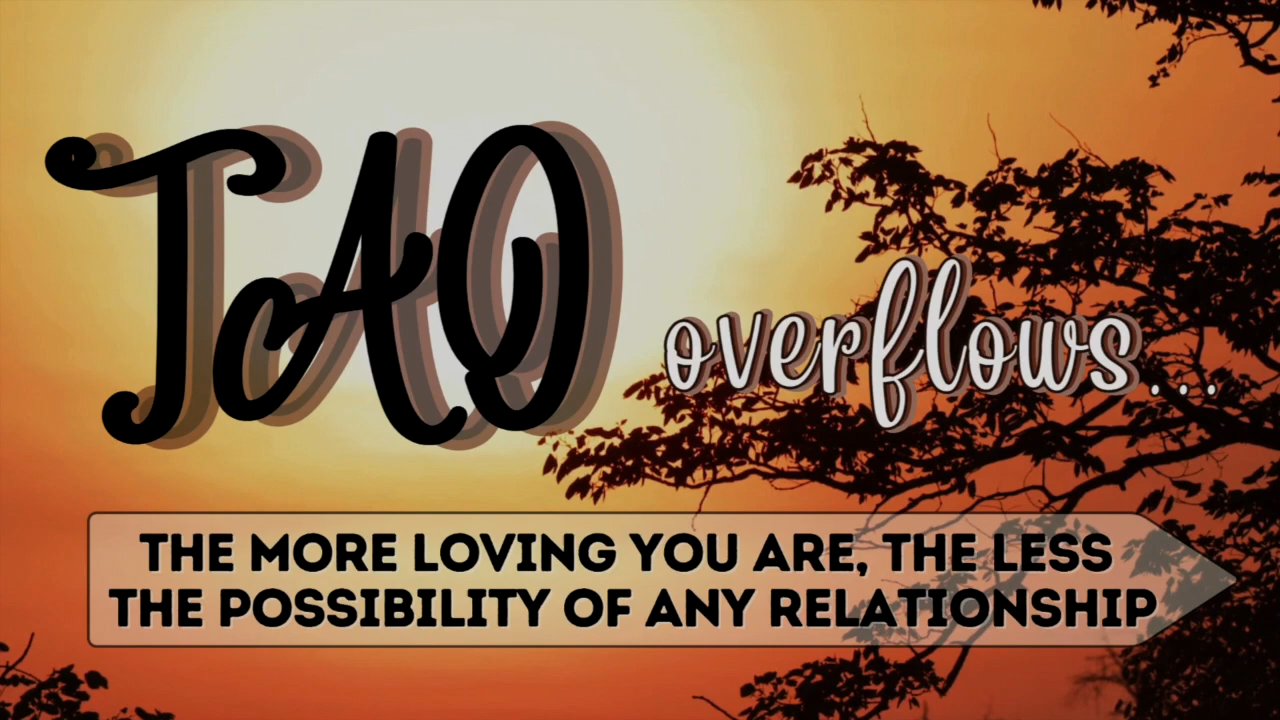 TAO
overflows...
THE MORE LOVING YOU ARE, THE LESS
THE POSSIBILITY OF ANY RELATIONSHIP